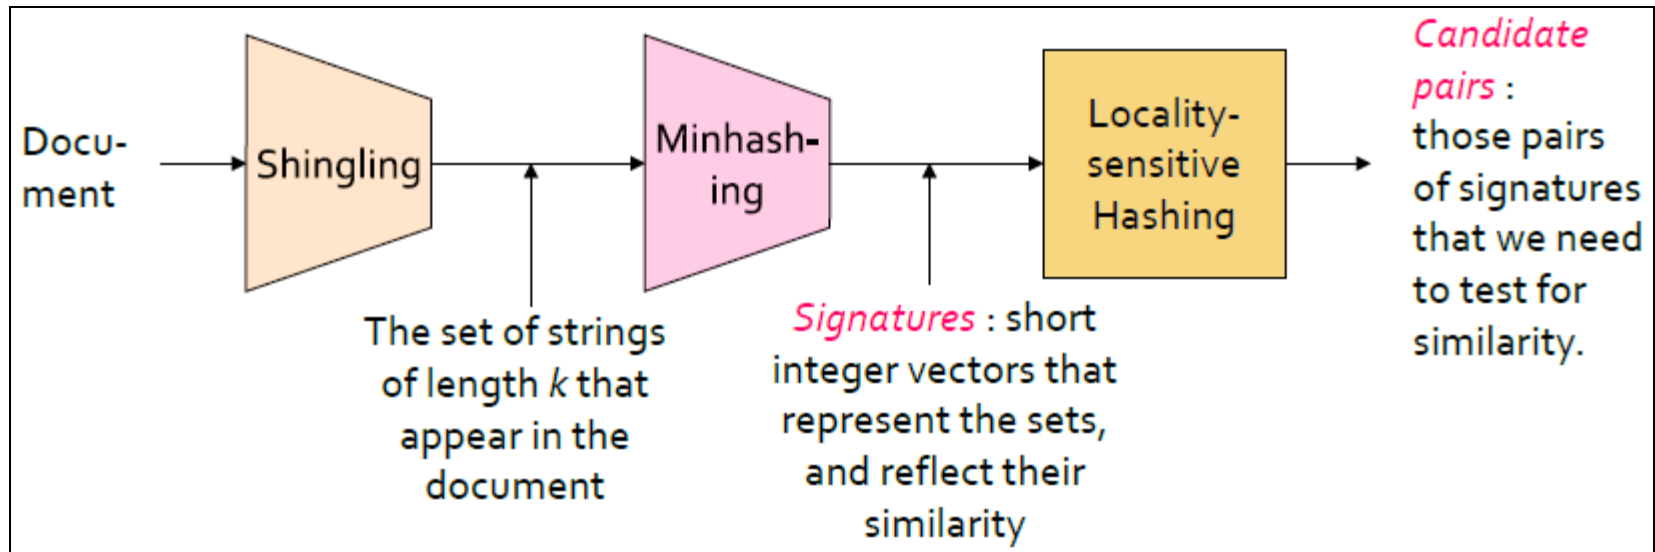 Docu-
ment
Shingling
The set of strings
of length k that
appear in the
document
Minhash-
ing
Signatures : short
integer vectors that
represent the sets,
and reflect their
similarity
Locality-
sensitive
Hashing
Candidate
pairs :
those pairs
of signatures
that we need
to test for
similarity.